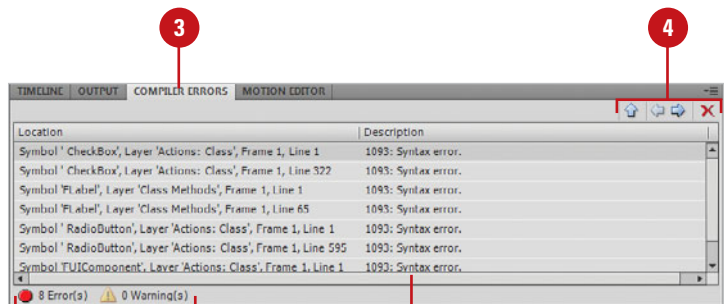 3 4
TIMELINE OUTPUT COMPILER ERRORS MOTION EDITOR
Location Description
Symbol ' CheckBox', Layer 'Actions: Class', Frame 1, Line 1 1093: Syntax error.
Symbol ' CheckBox', Layer 'Actions: Class', Frame 1, Line 322 1093: Syntax error.
Symbol 'FLabel', Layer 'Class Methods', Frame 1, Line 1 1093: Syntax error.
Symbol 'FLabel', Layer 'Class Methods', Frame 1, Line 65 1093: Syntax error.
Symbol ' RadioButton', Layer 'Actions: Class', Frame 1, Line 1 1093: Syntax error.
Symbol ' RadioButton', Layer 'Actions: Class', Frame 1, Line 595 1093: Syntax error.
Symbol 'FUIComponent', Layer 'Actions: Class', Frame 1, Line 1 1093: Syntax error.
8 Error(s) 0 Warning(s)